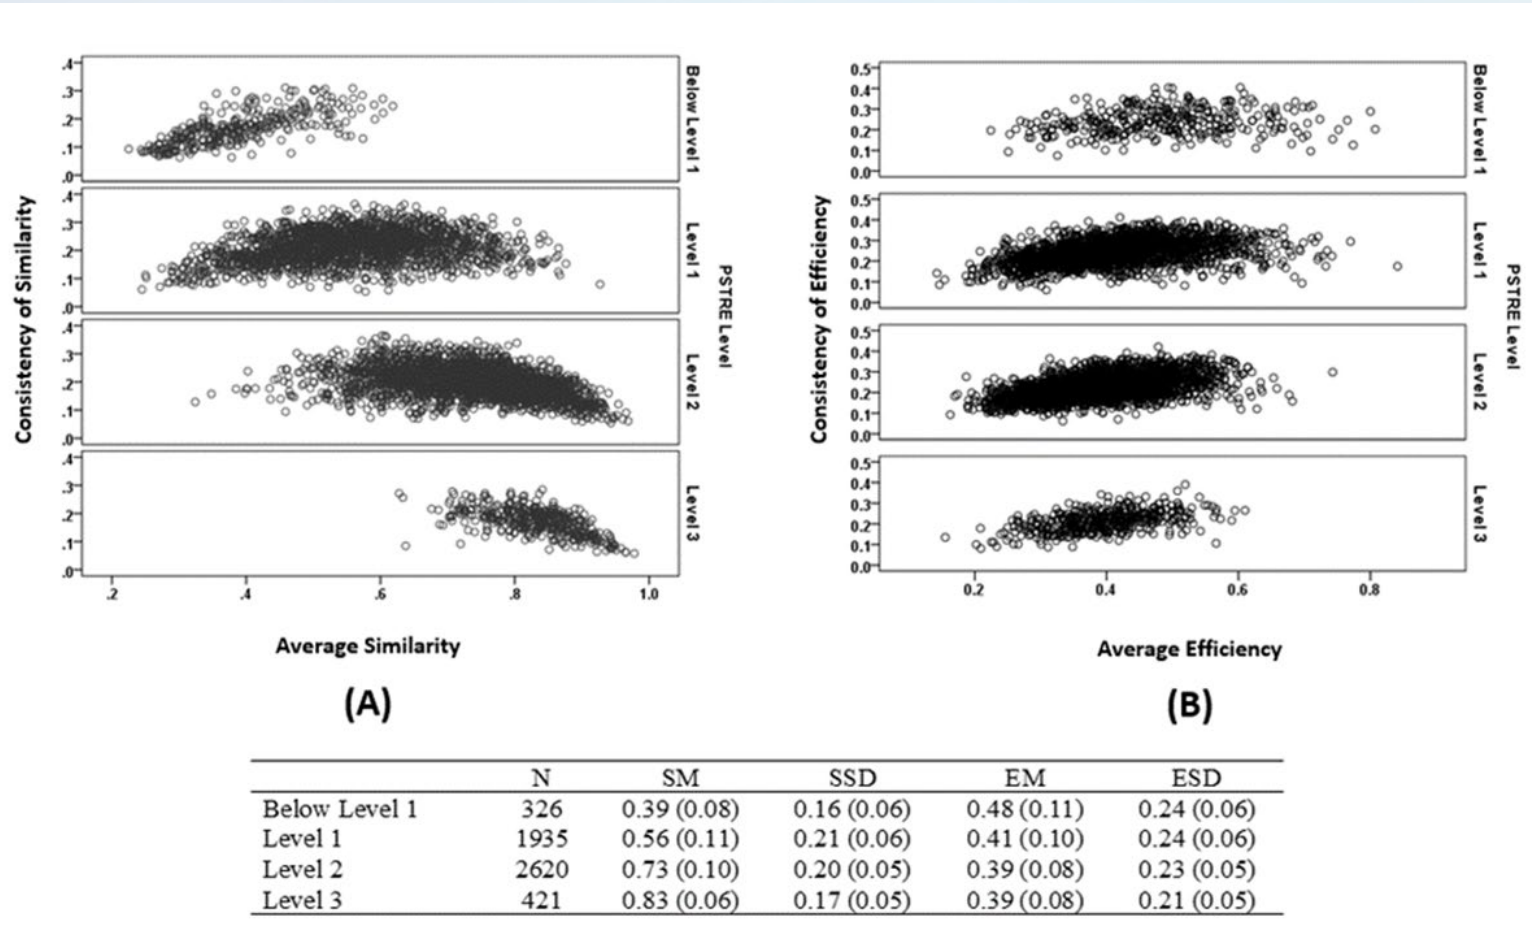 Consistency of Similarity
.4
.3
.2
.1
.0
Below Level 1
.4
.3
.2
.1
.0
Level 1
.4
.3
.2
.1
.0
Level 2
.4
.3
.2
.1
.0
Level 3
PSTRE Level
.2 .4 .6 .8 1.0
Average Similarity
(A)
Consistency of Efficiency
0.5
0.4
0.3
0.2
0.1
0.0
Below Level 1
0.5
0.4
0.3
0.2
0.1
0.0
Level 1
0.5
0.4
0.3
0.2
0.1
0.0
Level 2
0.5
0.4
0.3
0.2
0.1
0.0
Level 3
PSTRE Level
0.2 0.4 0.6 0.8
Average Efficiency
(B)
N SM SSD EM ESD
Below Level 1 326 0.39 (0.08) 0.16 (0.06) 0.48 (0.11) 0.24 (0.06)
Level 1 1935 0.56 (0.11) 0.21 (0.06) 0.41 (0.10) 0.24 (0.06)
Level 2 2620 0.73 (0.10) 0.20 (0.05) 0.39 (0.08) 0.23 (0.05)
Level 3 421 0.83 (0.06) 0.17 (0.05) 0.39 (0.08) 0.21 (0.05)